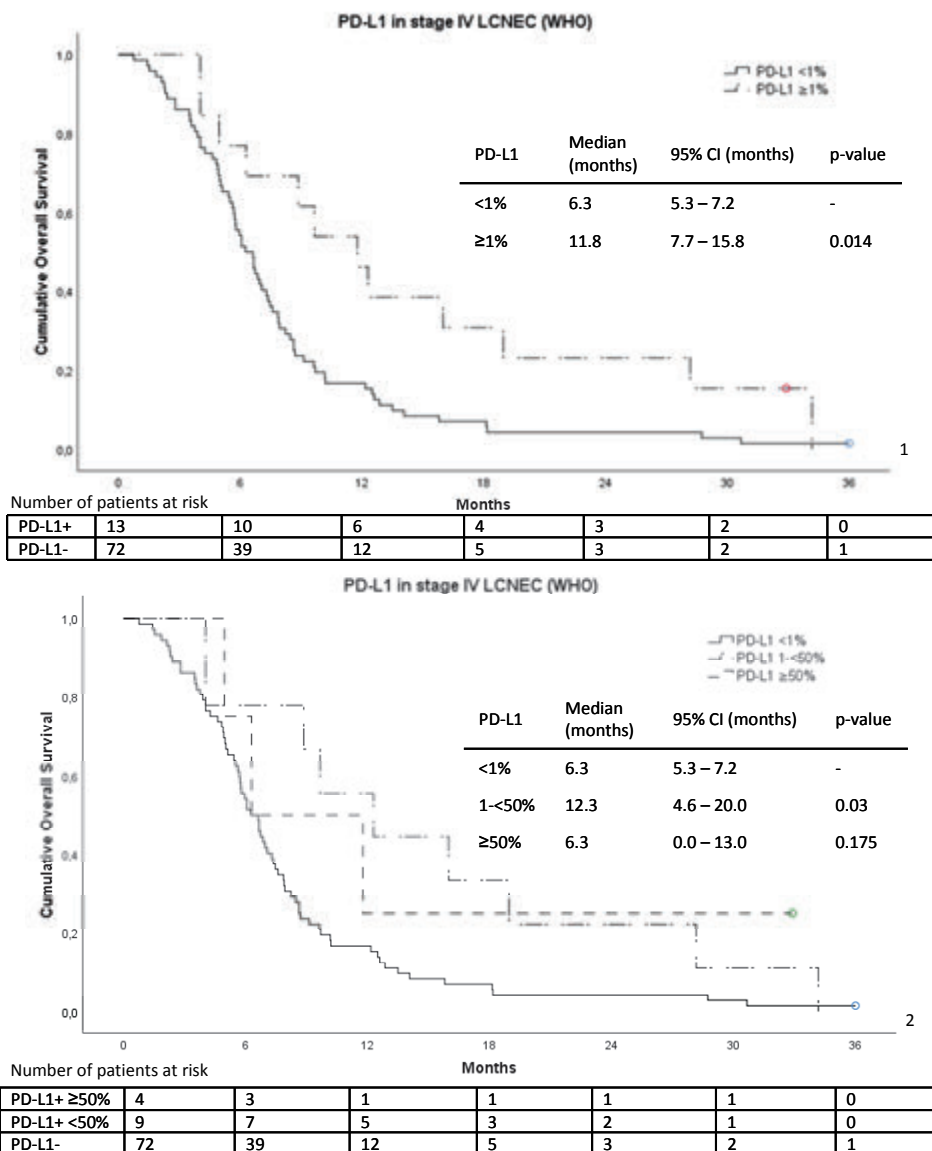 PD-L1 in stage IV LCNEC (WHO)
1,0
0,8
0,6
0,4
0,2
0,0
Cumulative Overall Survival
PD-L1 <1%
PD-L1 ≥1%
PD-L1 Median (months) 95% CI (months) p-value
<1% 6.3 5.3 – 7.2 -
≥1% 11.8 7.7 – 15.8 0.014
1
0 6 12 18 24 30 36
Months
Number of patients at risk
PD-L1+ 13 10 6 4 3 2 0
PD-L1- 72 39 12 5 3 2 1
PD-L1 in stage IV LCNEC (WHO)
1,0
0,8
0,6
0,4
0,2
0,0
Cumulative Overall Survival
PD-L1 <1%
PD-L1 1-<50%
PD-L1 ≥50%
PD-L1 Median (months) 95% CI (months) p-value
<1% 6.3 5.3 – 7.2 -
1-<50% 12.3 4.6 – 20.0 0.03
≥50% 6.3 0.0 – 13.0 0.175
2
0 6 12 18 24 30 36
Months
Number of patients at risk
PD-L1+ ≥50% 4 3 1 1 1 1 0
PD-L1+ <50% 9 7 5 3 2 1 0
PD-L1- 72 39 12 5 3 2 1